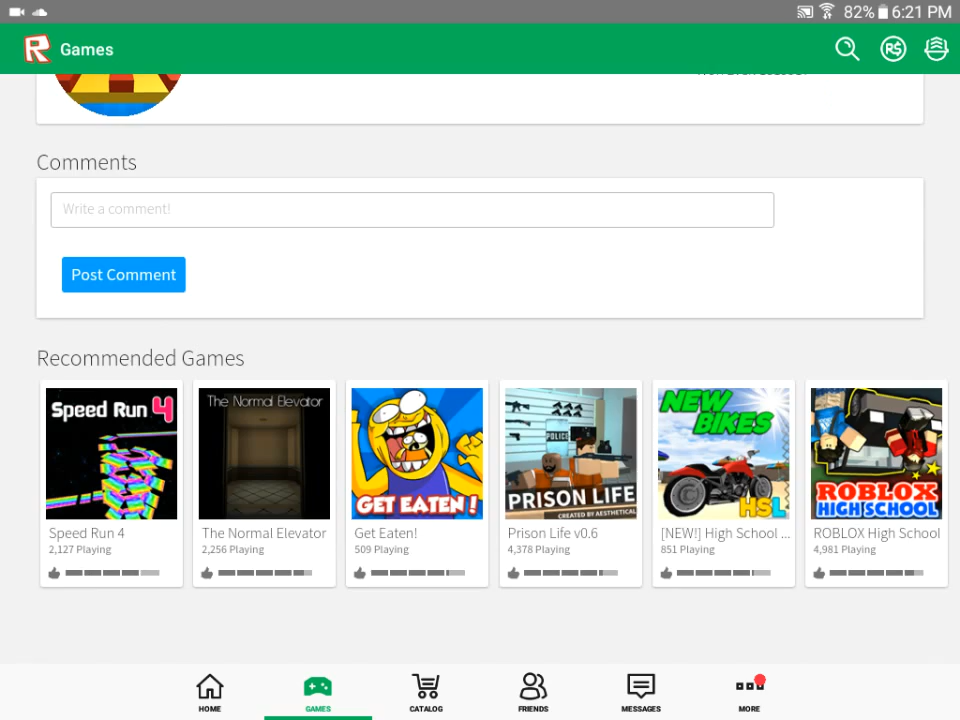 82% 6:21 PM
R Games R$
Comments
Write a comment!
Post Comment
Recommended Games
Speed Run 4
The Normal Elevator
GET EATEN!
POLICE
PRISON LIFE
CREATED BY AESTHETICAL
NEW BIKES
HSL
ROBLOX
HIGH SCHOOL
Speed Run 4
2,127 Playing
The Normal Elevator
2,256 Playing
Get Eaten!
509 Playing
Prison Life v0.6
4,378 Playing
[NEW!] High School ...
851 Playing
ROBLOX High School
4,981 Playing
HOME
GAMES
CATALOG
FRIENDS
MESSAGES
MORE